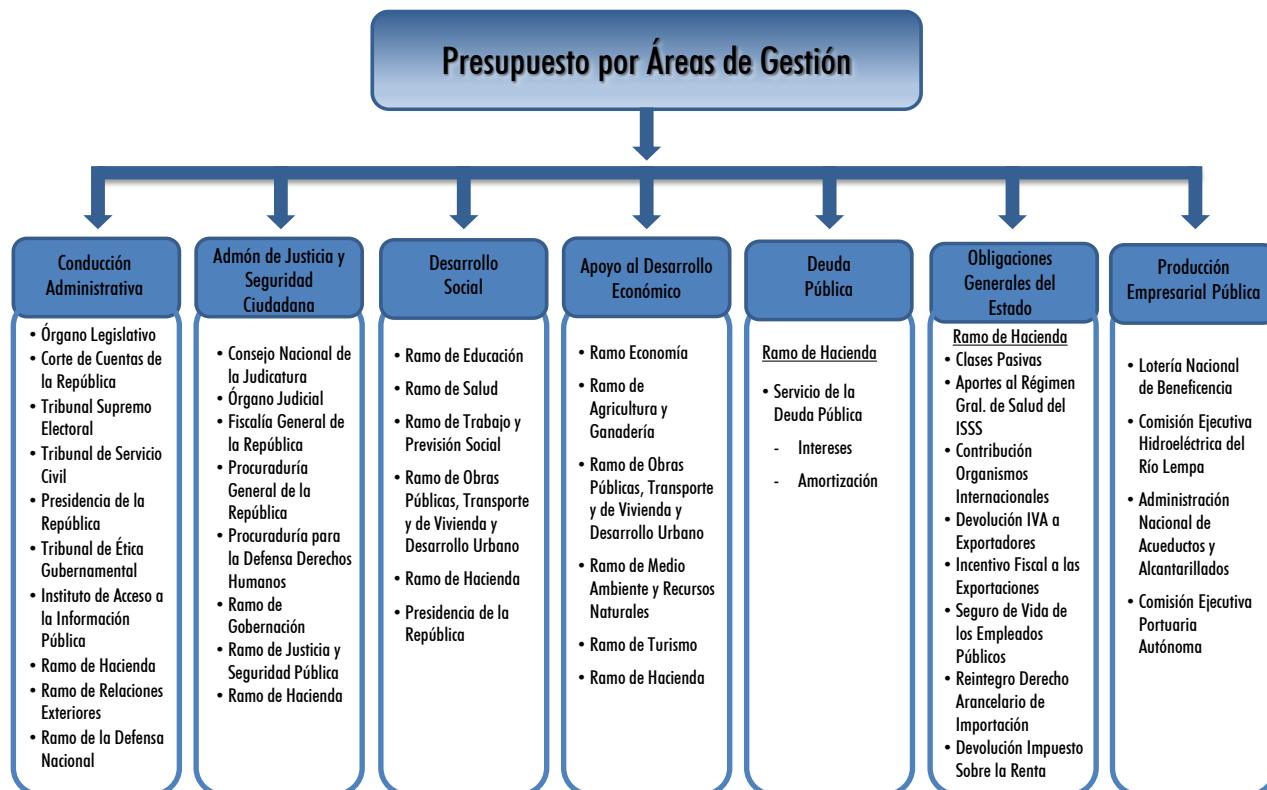 Presupuesto por Áreas de Gestión
Conducción
Administrativa
• Órgano Legislativo
• Corte de Cuentas de
la República
• Tribunal Supremo
Electoral
• Tribunal de Servicio
Civil
• Presidencia de la
República
• Tribunal de Ética
Gubernamental
• Instituto de Acceso a
la Información
Pública
• Ramo de Hacienda
• Ramo de Relaciones
Exteriores
• Ramo de la Defensa
Nacional
Admón de Justicia y
Seguridad
Ciudadana
• Consejo Nacional de
la Judicatura
• Órgano Judicial
• Fiscalía General de
la República
• Procuraduría
General de la
República
• Procuraduría para
la Defensa Derechos
Humanos
• Ramo de
Gobernación
• Ramo de Justicia y
Seguridad Pública
• Ramo de Hacienda
Desarrollo
Social
• Ramo de Educación
• Ramo de Salud
• Ramo de Trabajo y
Previsión Social
• Ramo de Obras
Públicas, Transporte
y de Vivienda y
Desarrollo Urbano
• Ramo de Hacienda
• Presidencia de la
República
Apoyo al Desarrollo
Económico
• Ramo Economía
• Ramo de
Agricultura y
Ganadería
• Ramo de Obras
Públicas, Transporte
y de Vivienda y
Desarrollo Urbano
• Ramo de Medio
Ambiente y Recursos
Naturales
• Ramo de Turismo
• Ramo de Hacienda
Deuda
Pública
Ramo de Hacienda
• Servicio de la
Deuda Pública
- Intereses
- Amortización
Obligaciones
Generales del
Estado
Ramo de Hacienda
• Clases Pasivas
• Aportes al Régimen
Gral. de Salud del
ISSS
• Contribución
Organismos
Internacionales
• Devolución IVA a
Exportadores
• Incentivo Fiscal a las
Exportaciones
• Seguro de Vida de
los Empleados
Públicos
• Reintegro Derecho
Arancelario de
Importación
• Devolución Impuesto
Sobre la Renta
Producción
Empresarial Pública
• Lotería Nacional
de Beneficencia
• Comisión Ejecutiva
Hidroeléctrica del
Río Lempa
• Administración
Nacional de
Acueductos y
Alcantarillados
• Comisión Ejecutiva
Portuaria
Autónoma